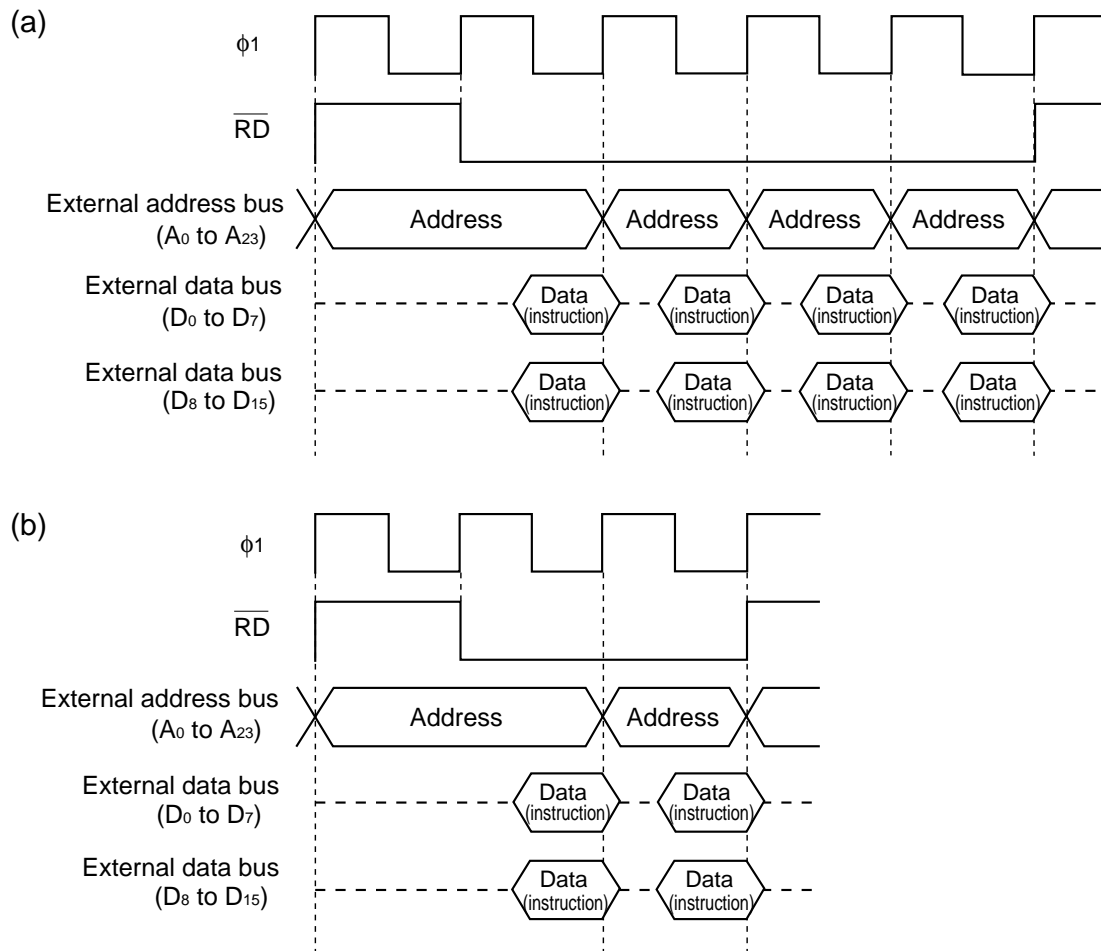 (a)
ϕ1
RD
External address bus
(A0 to A23)
Address Address Address Address
External data bus
(D0 to D7)
Data
(instruction)
Data
(instruction)
Data
(instruction)
Data
(instruction)
External data bus
(D8 to D15)
Data
(instruction)
Data
(instruction)
Data
(instruction)
Data
(instruction)
(b)
ϕ1
RD
External address bus
(A0 to A23)
Address Address
External data bus
(D0 to D7)
Data
(instruction)
Data
(instruction)
External data bus
(D8 to D15)
Data
(instruction)
Data
(instruction)